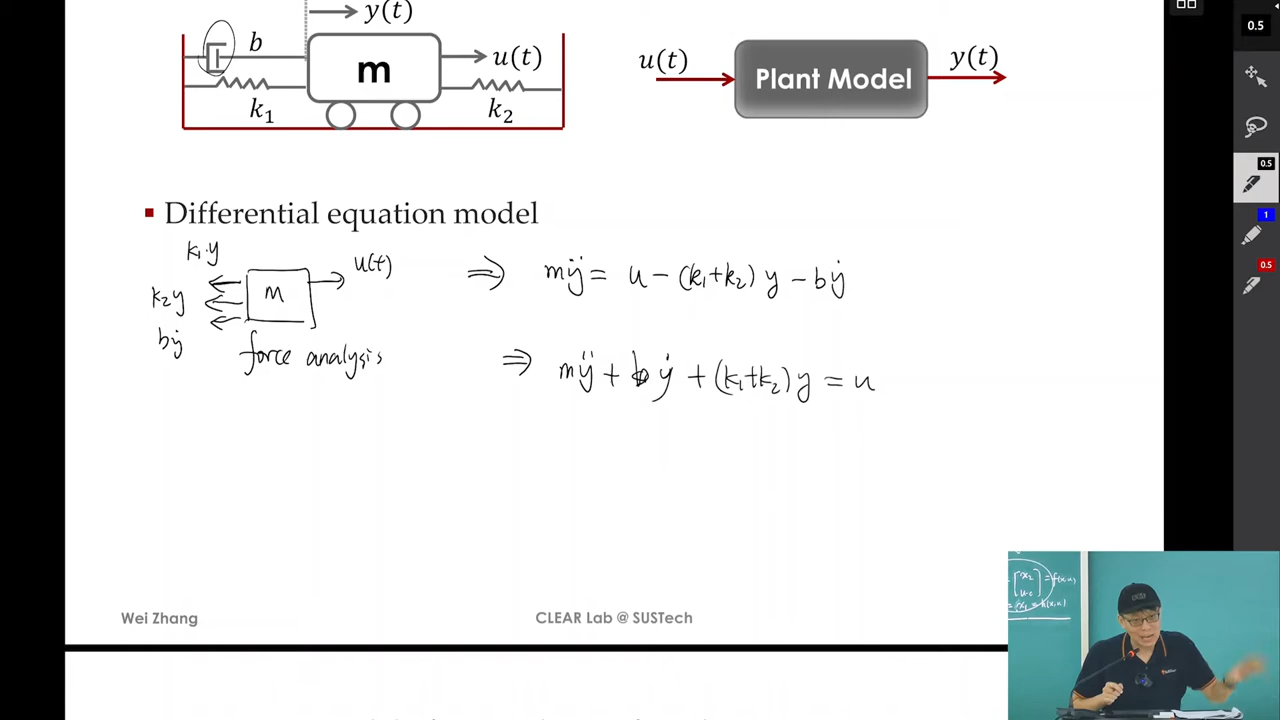 y(t)
b
m
u(t)
k₁
k₂
u(t)
Plant Model
y(t)
▪ Differential equation model
k₁·y
k₂y
bẏ
m
u(t)
force analysis
⇒ mÿ = u − (k₁+k₂) y − bẏ
⇒ mÿ + bẏ + (k₁+k₂) y = u
Wei Zhang
CLEAR Lab @ SUSTech
0.5
0.5
1
0.5